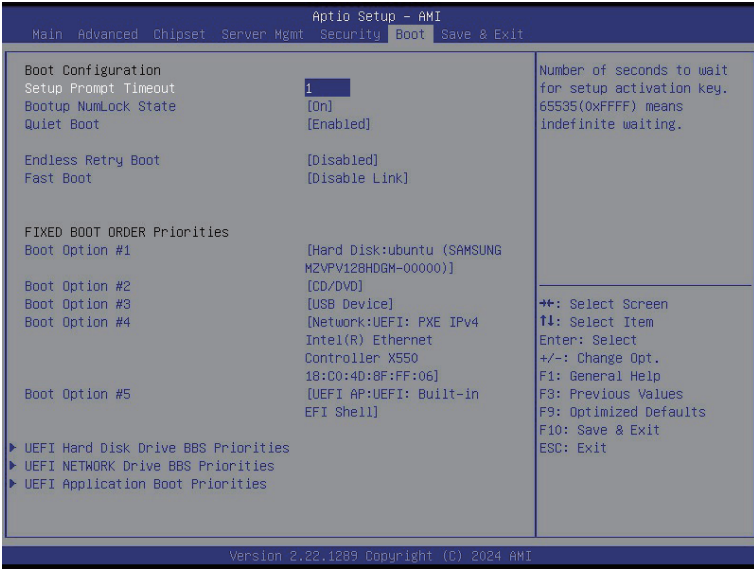 Aptio Setup – AMI
Main Advanced Chipset Server Mgmt Security Boot Save & Exit
Boot Configuration
Setup Prompt Timeout 1
Bootup NumLock State [On]
Quiet Boot [Enabled]
Endless Retry Boot [Disabled]
Fast Boot [Disable Link]
FIXED BOOT ORDER Priorities
Boot Option #1 [Hard Disk:ubuntu (SAMSUNG
MZVPV128HDGM-00000)]
Boot Option #2 [CD/DVD]
Boot Option #3 [USB Device]
Boot Option #4 [Network:UEFI: PXE IPv4
Intel(R) Ethernet
Controller X550
18:C0:4D:8F:FF:06]
Boot Option #5 [UEFI AP:UEFI: Built-in
EFI Shell]
UEFI Hard Disk Drive BBS Priorities
UEFI NETWORK Drive BBS Priorities
UEFI Application Boot Priorities
Number of seconds to wait
for setup activation key.
65535(0xFFFF) means
indefinite waiting.
→←: Select Screen
↑↓: Select Item
Enter: Select
+/-: Change Opt.
F1: General Help
F3: Previous Values
F9: Optimized Defaults
F10: Save & Exit
ESC: Exit
Version 2.22.1289 Copyright (C) 2024 AMI